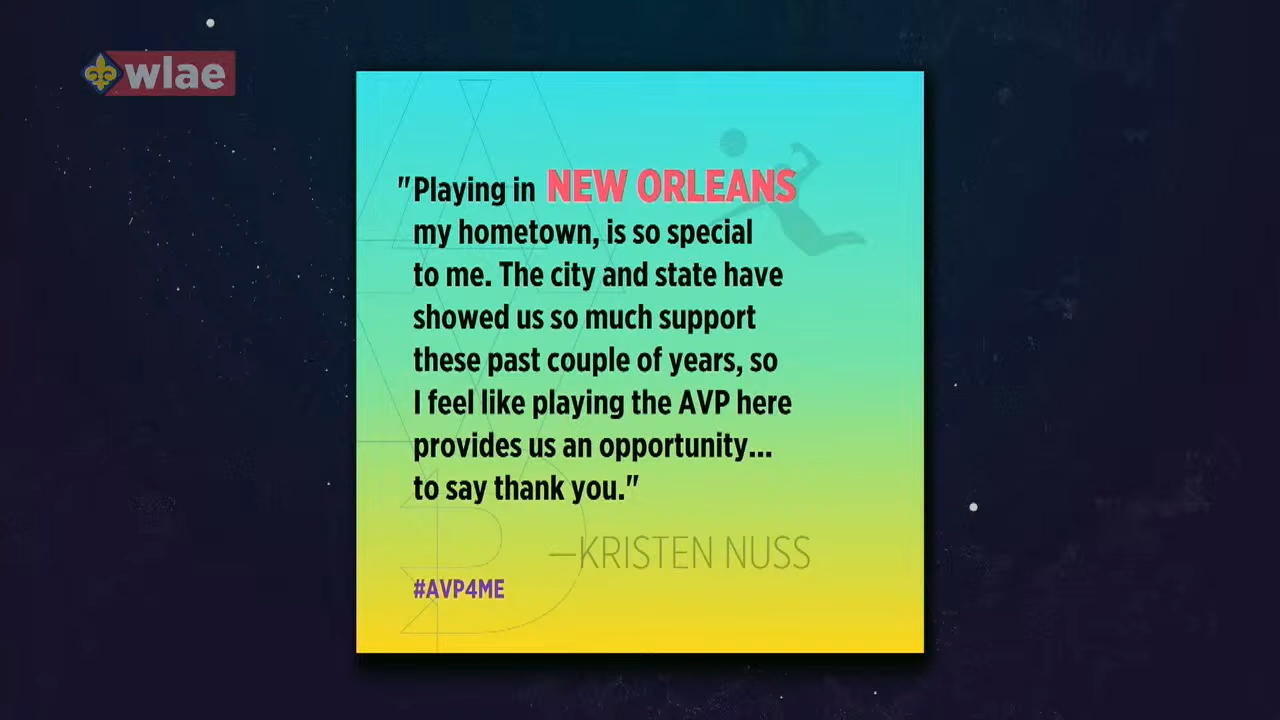 wlae
"Playing in NEW ORLEANS
my hometown, is so special
to me. The city and state have
showed us so much support
these past couple of years, so
I feel like playing the AVP here
provides us an opportunity...
to say thank you."
—KRISTEN NUSS
#AVP4ME